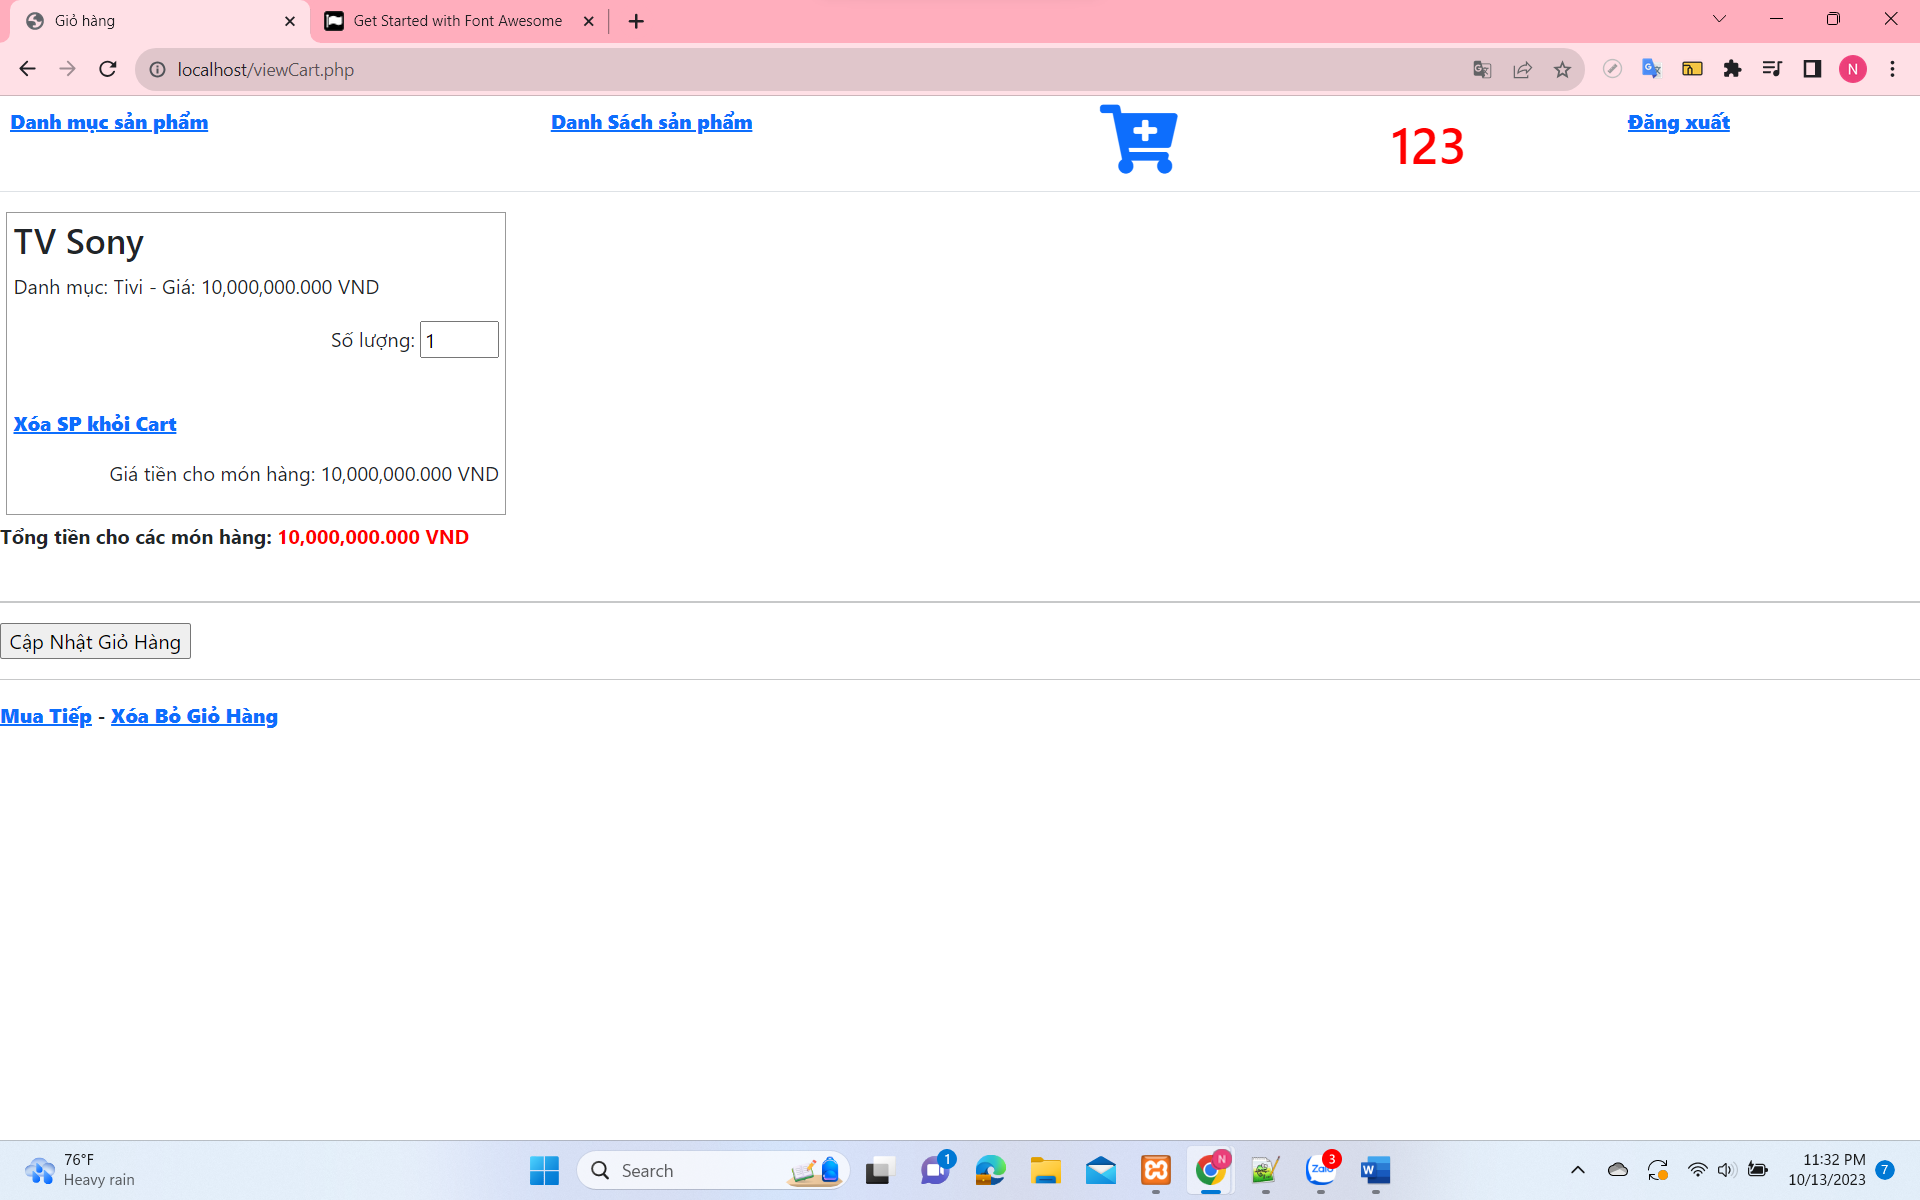 Giỏ hàng
Get Started with Font Awesome
localhost/viewCart.php
N
Danh mục sản phẩm
Danh Sách sản phẩm
123
Đăng xuất
TV Sony
Danh mục: Tivi - Giá: 10,000,000.000 VND
Số lượng: 1
Xóa SP khỏi Cart
Giá tiền cho món hàng: 10,000,000.000 VND
Tổng tiền cho các món hàng: 10,000,000.000 VND
Cập Nhật Giỏ Hàng
Mua Tiếp - Xóa Bỏ Giỏ Hàng
76°F
Heavy rain
Search
1
N
Zalo
3
W
11:32 PM
10/13/2023
7